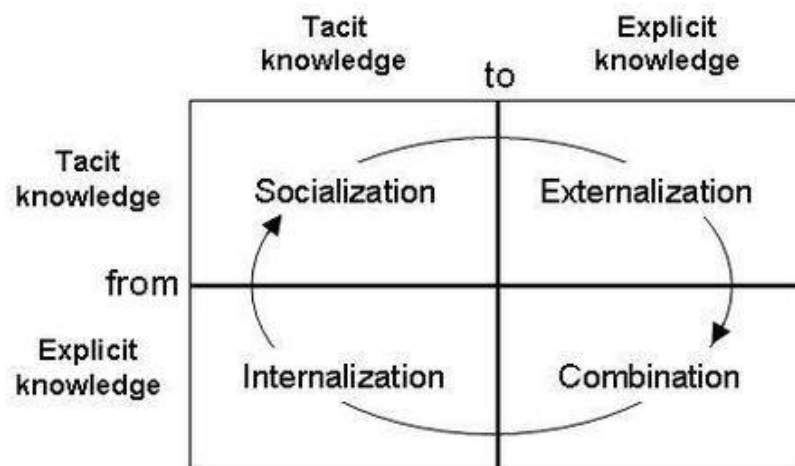 Tacit
knowledge
Explicit
knowledge
to
Tacit
knowledge
Socialization
Externalization
from
Explicit
knowledge
Internalization
Combination